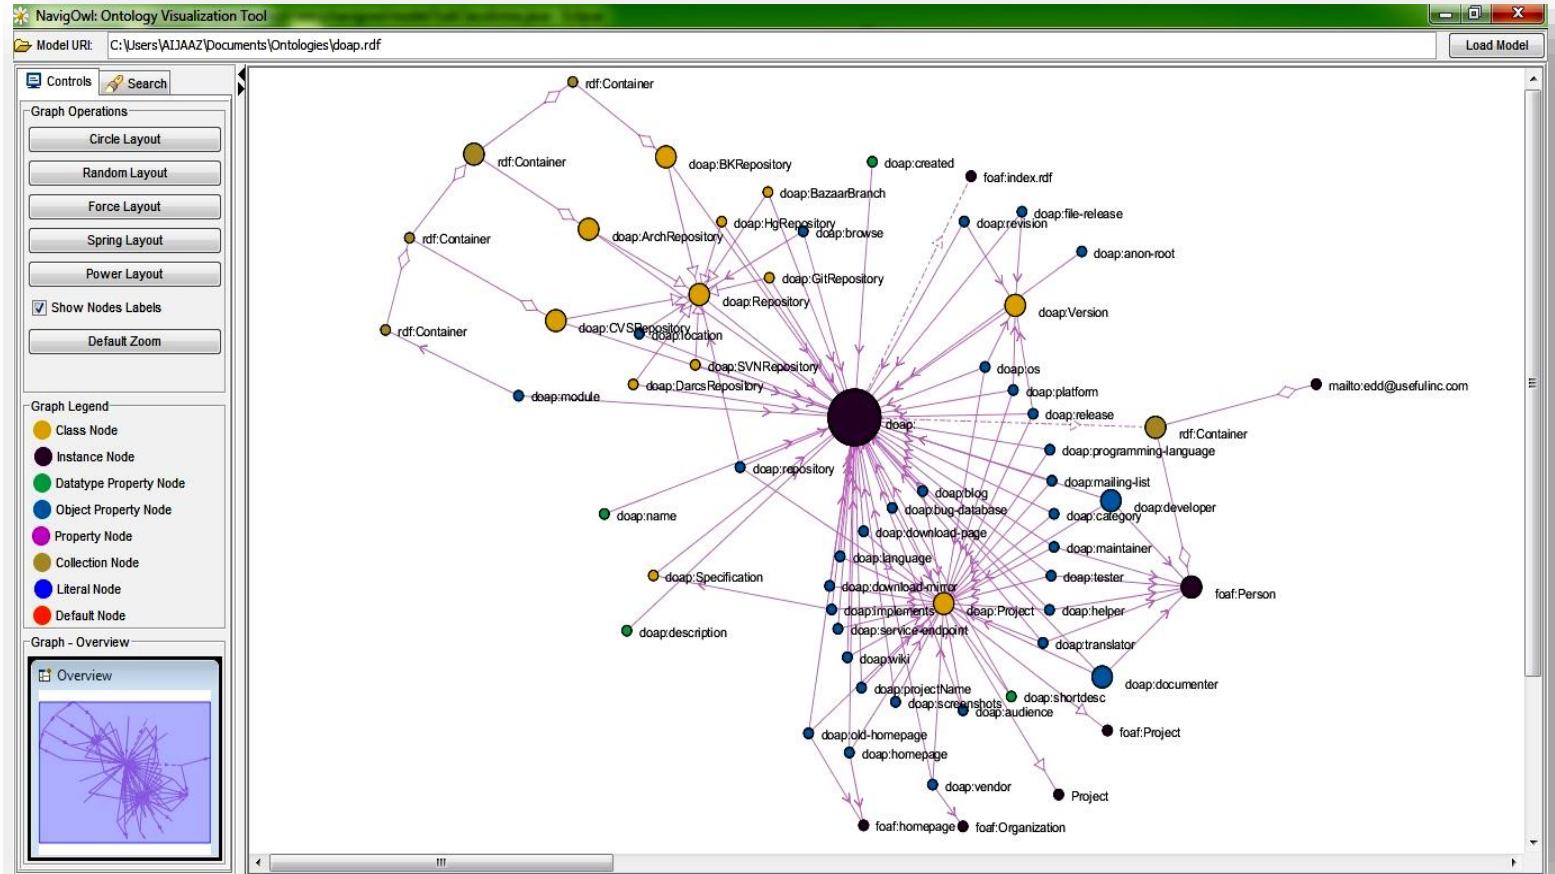 NavigOwl: Ontology Visualization Tool
Model URI: C:\Users\AIJAAZ\Documents\Ontologies\doap.rdf Load Model
Controls Search
Graph Operations
Circle Layout
Random Layout
Force Layout
Spring Layout
Power Layout
Show Nodes Labels
Default Zoom
Graph Legend
Class Node
Instance Node
Datatype Property Node
Object Property Node
Property Node
Collection Node
Literal Node
Default Node
Graph - Overview
Overview
rdf:Container
rdf:Container
doap:BKRepository
doap:created
foaf:index.rdf
doap:BazaarBranch
doap:file-release
doap:HgRepository
doap:revision
doap:browse
doap:ArchRepository
rdf:Container
doap:anon-root
doap:GitRepository
doap:Repository
doap:Version
doap:CVSRepository
rdf:Container
doap:location
doap:SVNRepository
doap:os
doap:DarcsRepository
mailto:edd@usefulinc.com
doap:module
doap:platform
doap:release
doap:
rdf:Container
doap:programming-language
doap:repository
doap:mailing-list
doap:blog
doap:developer
doap:bug-database
doap:name
doap:category
doap:download-page
doap:maintainer
doap:language
doap:Specification
doap:tester
doap:download-mirror
foaf:Person
doap:implements
doap:Project
doap:helper
doap:description
doap:service-endpoint
doap:translator
doap:wiki
doap:documenter
doap:projectName
doap:shortdesc
doap:screenshots
doap:audience
foaf:Project
doap:old-homepage
doap:homepage
doap:vendor
Project
foaf:homepage
foaf:Organization